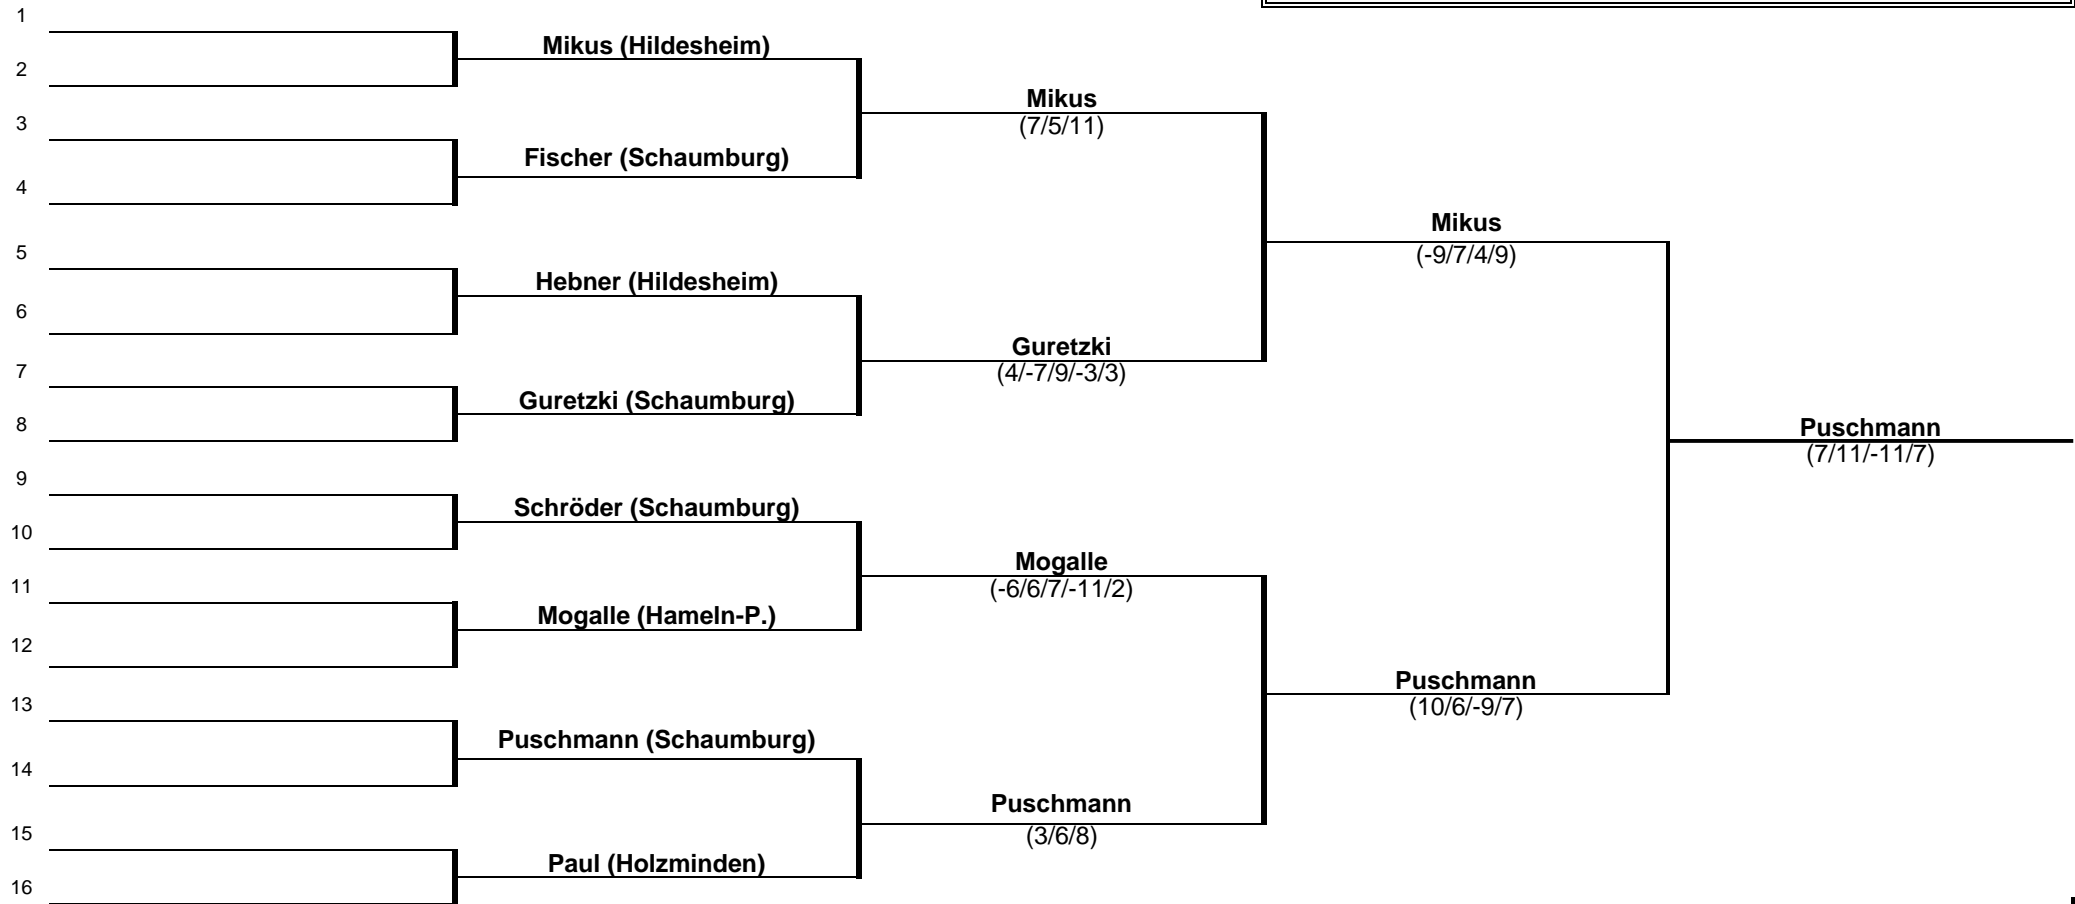 1
Mikus (Hildesheim)
2
Mikus
3
(7/5/11)
Fischer (Schaumburg)
4
Mikus
5
(-9/7/4/9)
Hebner (Hildesheim)
6
Guretzki
7
(4/-7/9/-3/3)
Guretzki (Schaumburg)
8
Puschmann
(7/11/-11/7)
9
Schröder (Schaumburg)
10
Mogalle
11
(-6/6/7/-11/2)
Mogalle (Hameln-P.)
12
Puschmann
13
(10/6/-9/7)
Puschmann (Schaumburg)
14
Puschmann
15
(3/6/8)
Paul (Holzminden)
16